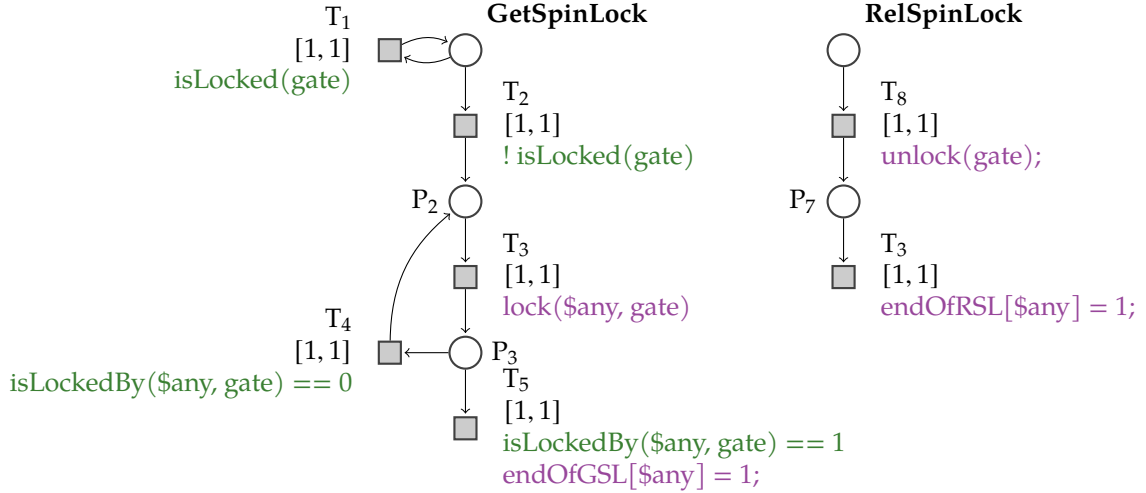 GetSpinLock
T1
[1, 1]
isLocked(gate)
T2
[1, 1]
! isLocked(gate)
P2
T3
[1, 1]
lock($any, gate)
T4
[1, 1]
isLockedBy($any, gate) == 0
P3
T5
[1, 1]
isLockedBy($any, gate) == 1
endOfGSL[$any] = 1;
RelSpinLock
T8
[1, 1]
unlock(gate);
P7
T3
[1, 1]
endOfRSL[$any] = 1;